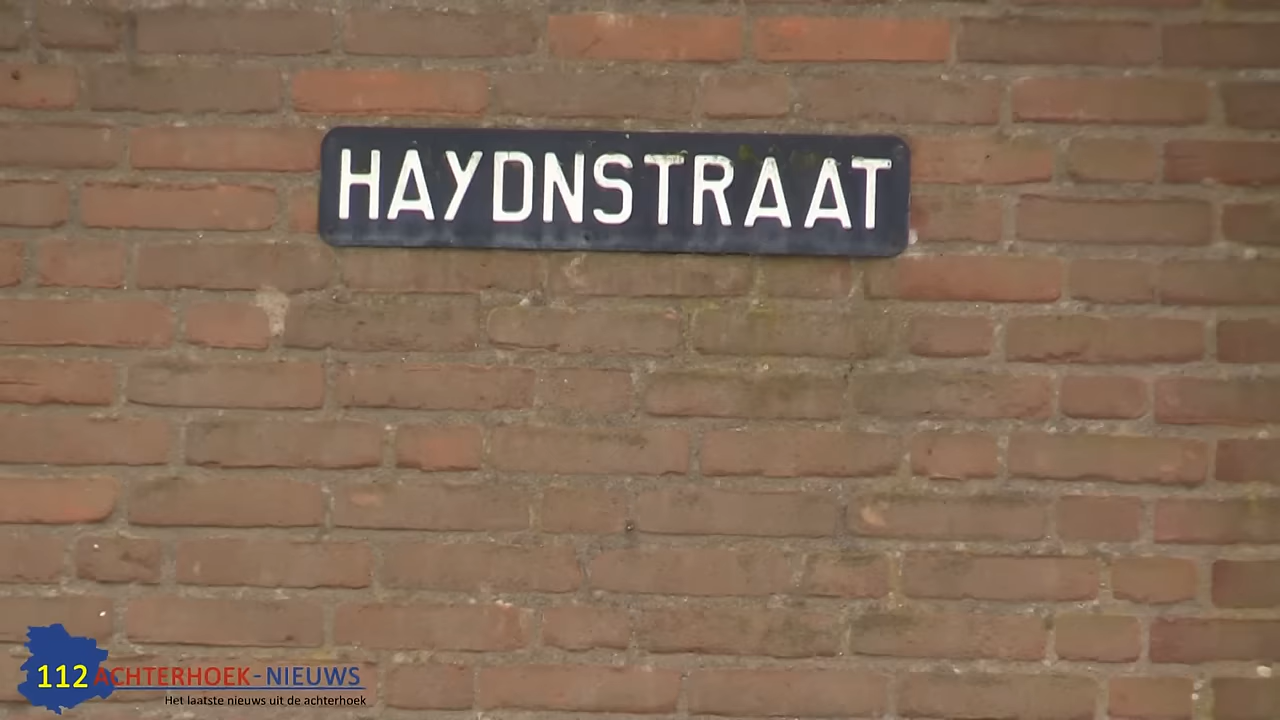 HAYDNSTRAAT
112 ACHTERHOEK-NIEUWS
Het laatste nieuws uit de achterhoek